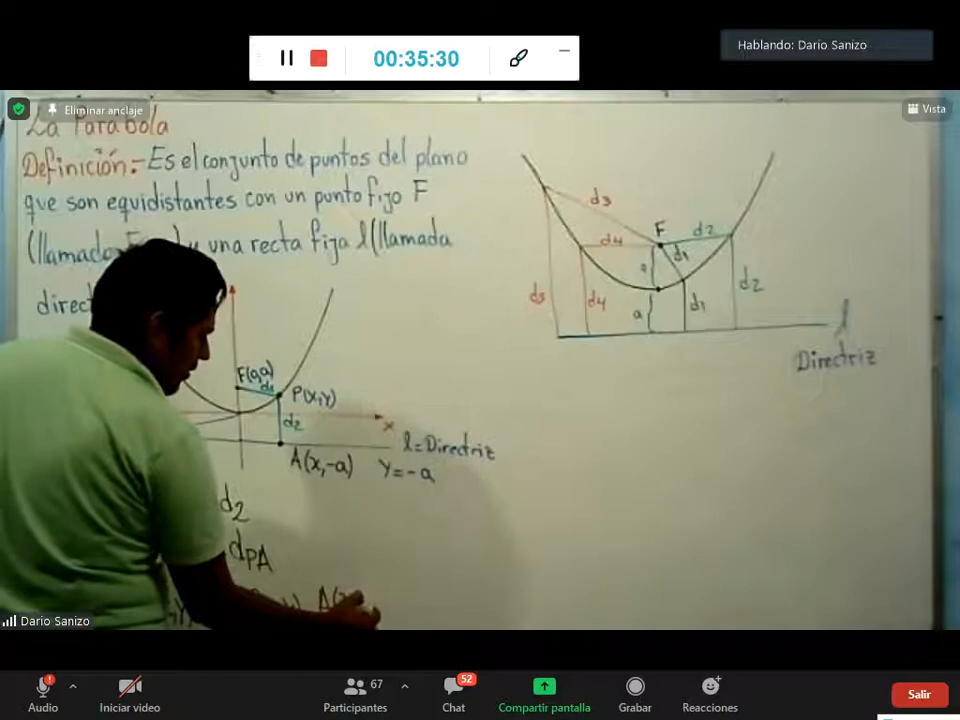 00:35:30
Hablando: Dario Sanizo
Eliminar anclaje
Vista
La Parábola
Definición:- Es el conjunto de puntos del plano
que son equidistantes con un punto fijo F
(llamado y una recta fija l (llamada
direct
d3
F
d2
d4
d1
a
d3
d4
a
d1
d2
l
Directriz
F(0,a)
d1
P(x,y)
d2
x
l=Directriz
A(x,-a)
Y=-a
d2
dPA
Dario Sanizo
Audio
Iniciar video
67
Participantes
52
Chat
Compartir pantalla
Grabar
Reacciones
Salir